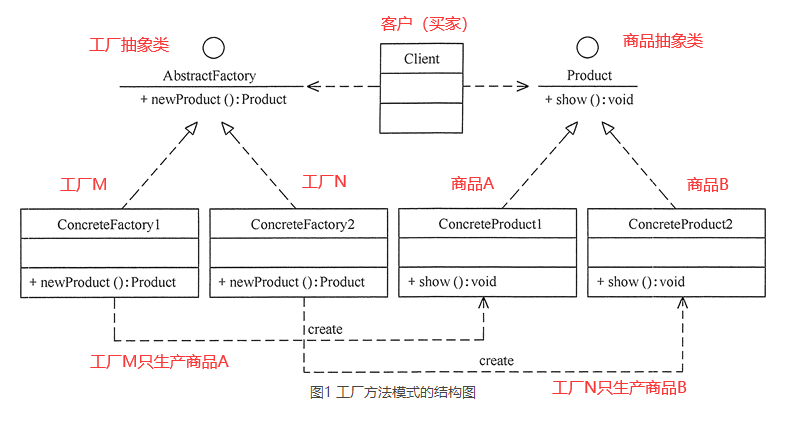 客户（买家）
工厂抽象类
商品抽象类
AbstractFactory
Client
Product
+ newProduct ( ) : Product
+ show ( ) : void
工厂M
工厂N
商品A
商品B
ConcreteFactory1
ConcreteFactory2
ConcreteProduct1
ConcreteProduct2
+ newProduct ( ) : Product
+ newProduct ( ) : Product
+ show ( ) : void
+ show ( ) : void
create
工厂M只生产商品A
create
工厂N只生产商品B
图1 工厂方法模式的结构图